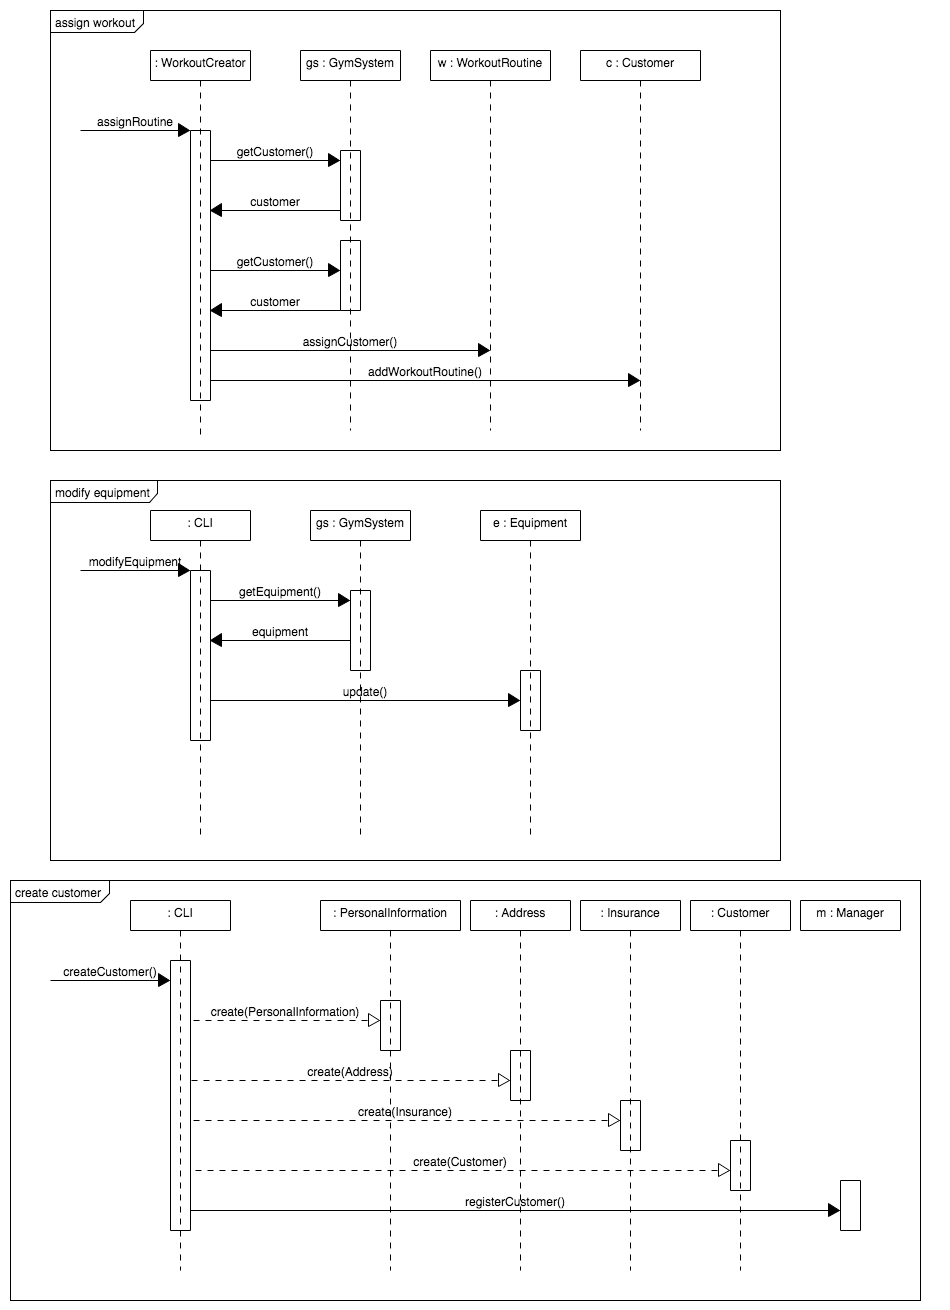 assign workout
: WorkoutCreator
gs : GymSystem
w : WorkoutRoutine
c : Customer
assignRoutine
getCustomer()
customer
getCustomer()
customer
assignCustomer()
addWorkoutRoutine()
modify equipment
: CLI
gs : GymSystem
e : Equipment
modifyEquipment
getEquipment()
equipment
update()
create customer
: CLI
: PersonalInformation
: Address
: Insurance
: Customer
m : Manager
createCustomer()
create(PersonalInformation)
create(Address)
create(Insurance)
create(Customer)
registerCustomer()